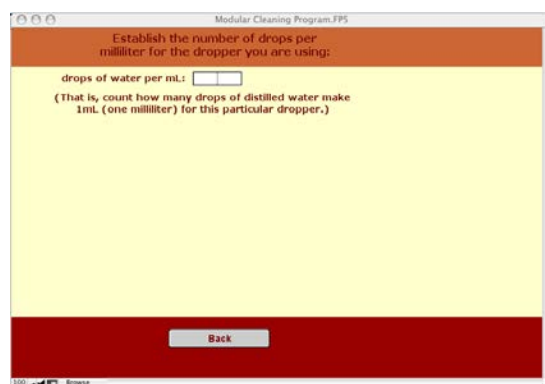 Modular Cleaning Program.FP5
Establish the number of drops per
milliliter for the dropper you are using:
drops of water per mL:
(That is, count how many drops of distilled water make
1mL (one milliliter) for this particular dropper.)
Back
100
Browse